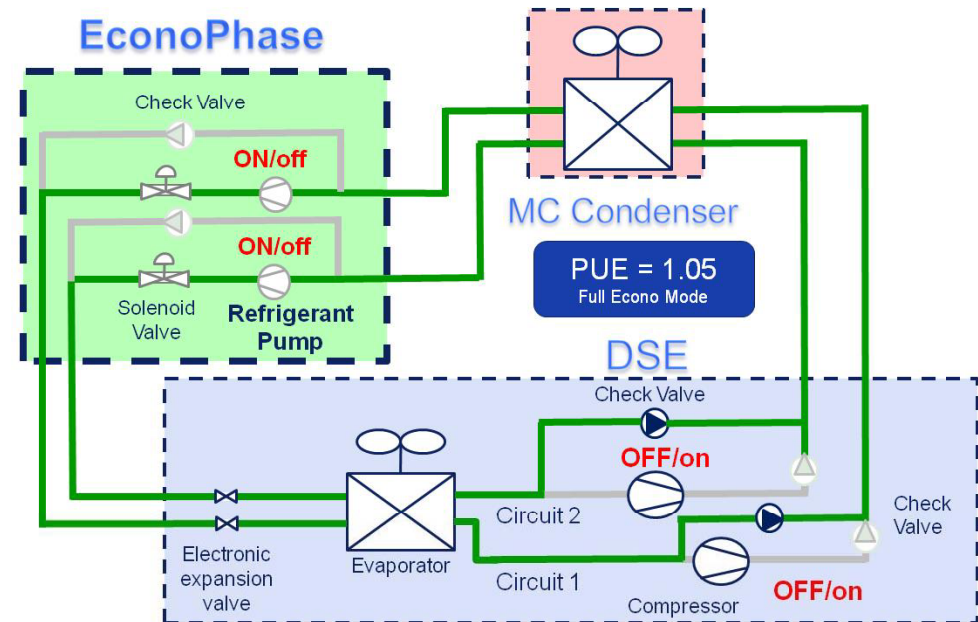 EconoPhase
Check Valve
ON/off
ON/off
Solenoid
Valve
Refrigerant
Pump
MC Condenser
PUE = 1.05
Full Econo Mode
DSE
Check Valve
OFF/on
Circuit 2
Check
Valve
Electronic
expansion
valve
Evaporator
Circuit 1
Compressor
OFF/on